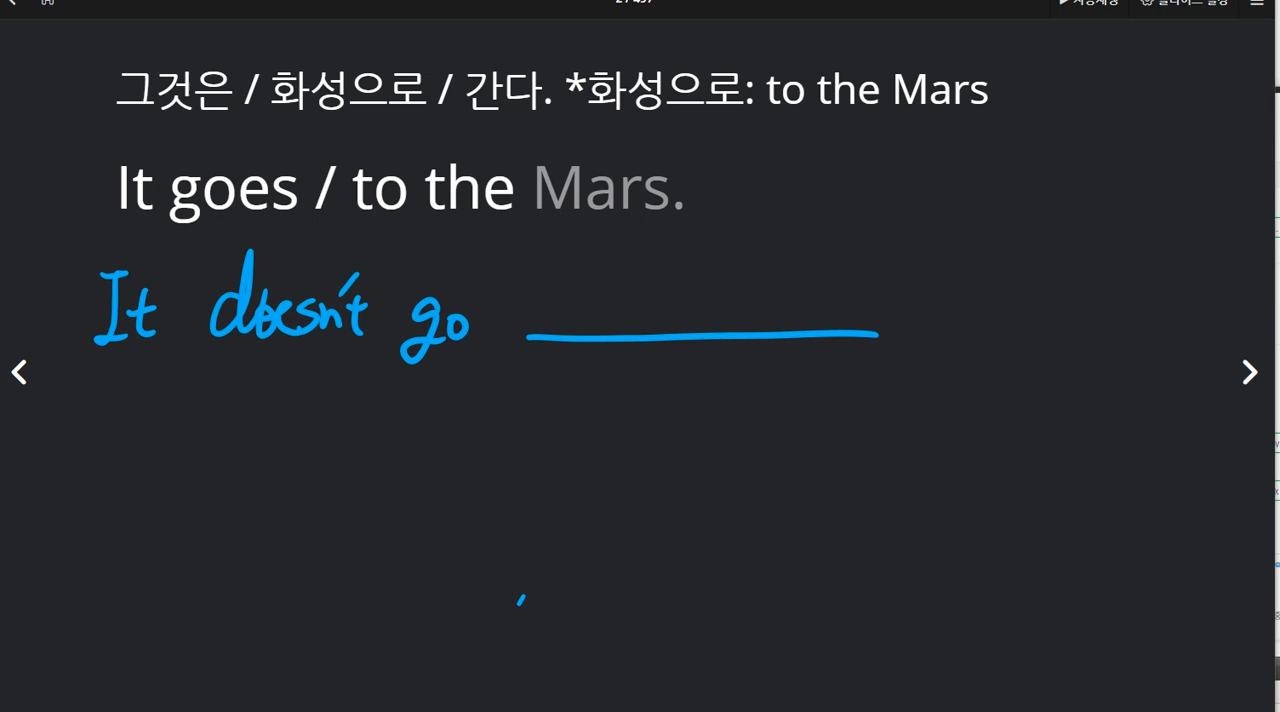 그것은 / 화성으로 / 간다. *화성으로: to the Mars
It goes / to the Mars.
It doesn't go